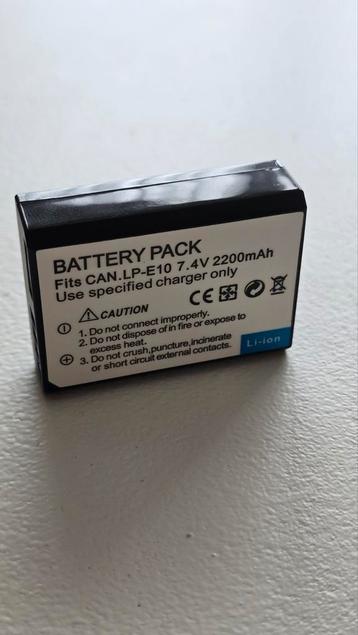 BATTERY PACK
Fits CAN.LP-E10 7.4V 2200mAh
Use specified charger only
CE
CAUTION
1. Do not connect improperly.
2. Do not dispose of in fire or expose to
excess heat.
3. Do not crush,puncture,incinerate
or short circuit external contacts.
Li-ion